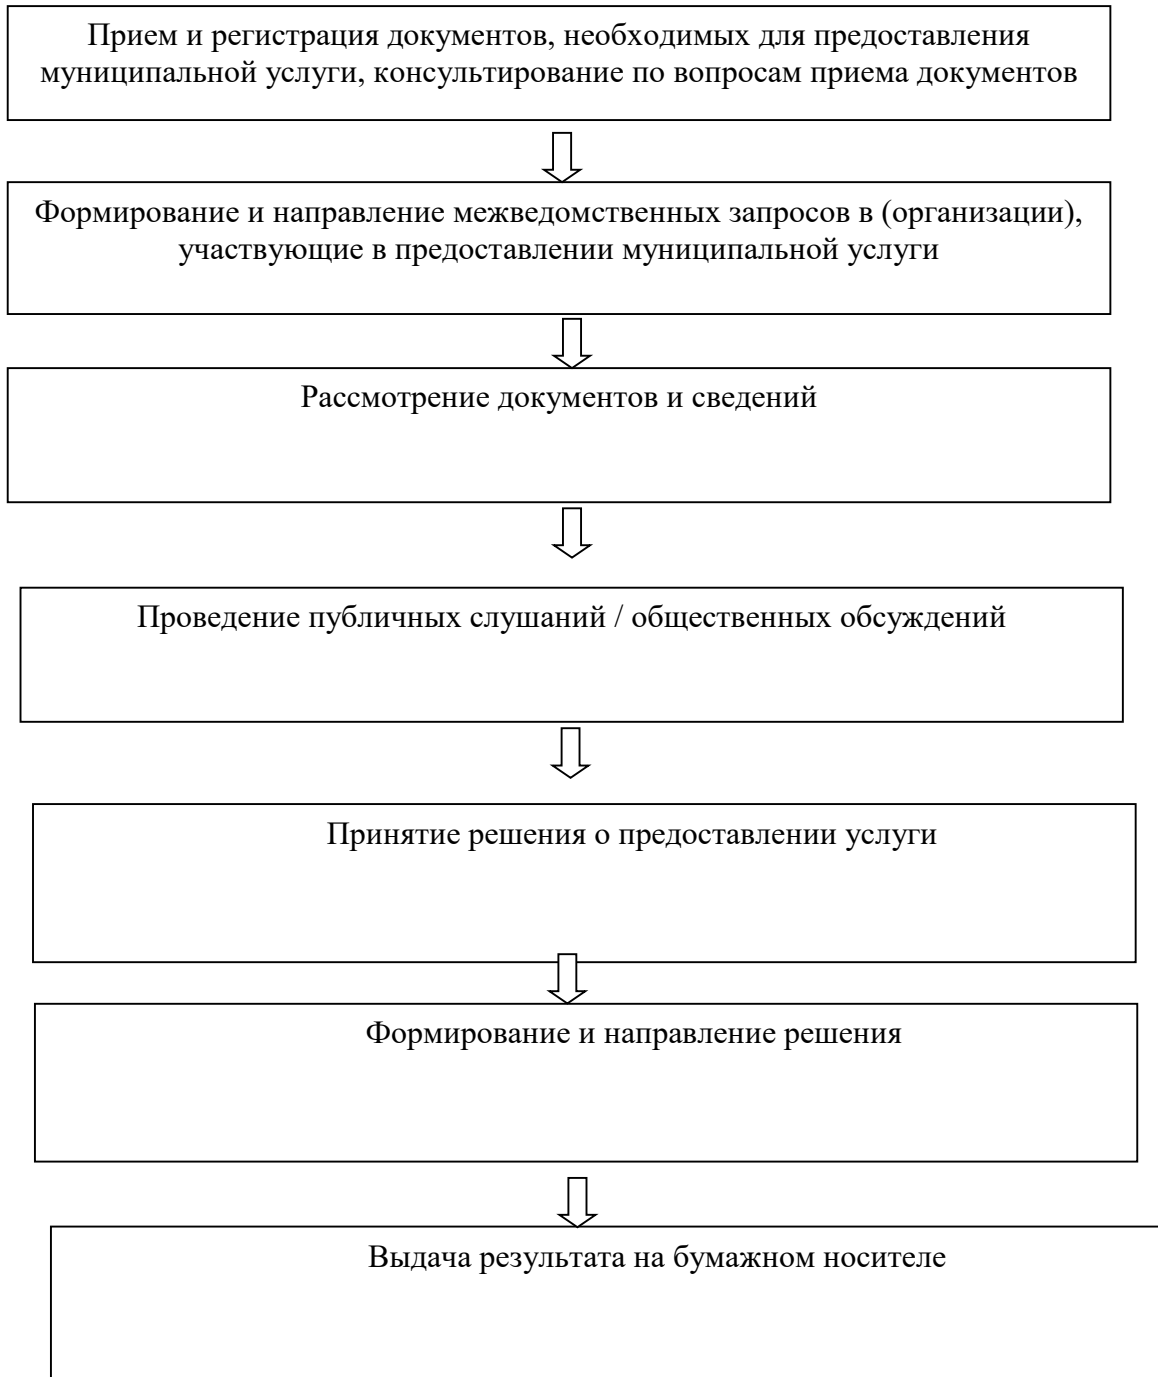 Прием и регистрация документов, необходимых для предоставления
муниципальной услуги, консультирование по вопросам приема документов
Формирование и направление межведомственных запросов в (организации),
участвующие в предоставлении муниципальной услуги
Рассмотрение документов и сведений
Проведение публичных слушаний / общественных обсуждений
Принятие решения о предоставлении услуги
Формирование и направление решения
Выдача результата на бумажном носителе